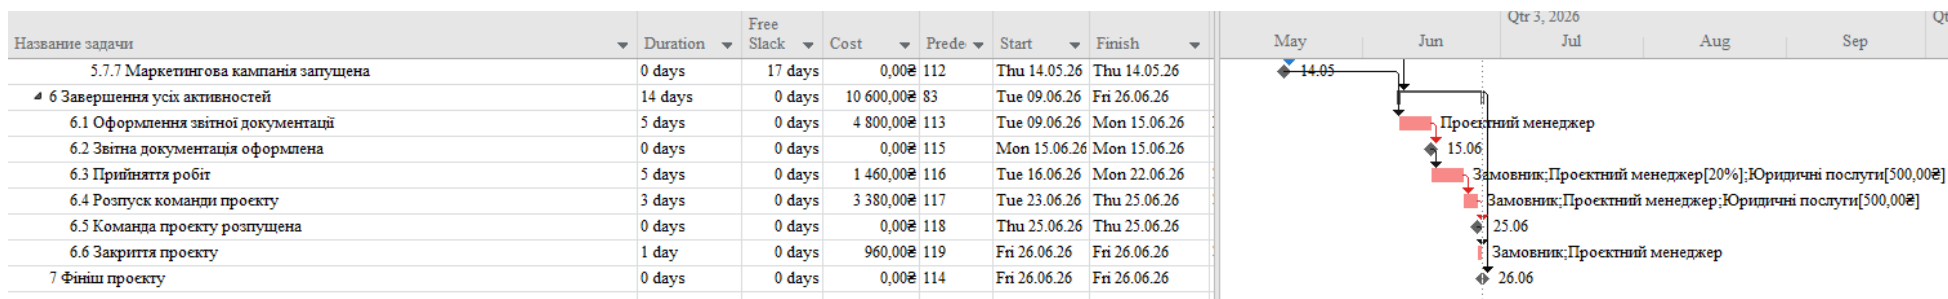 Qtr 3, 2026 Qt
Название задачи Duration Free Slack Cost Prede Start Finish May Jun Jul Aug Sep
5.7.7 Маркетингова кампанія запущена 0 days 17 days 0,00₴ 112 Thu 14.05.26 Thu 14.05.26 14.05
6 Завершення усіх активностей 14 days 0 days 10 600,00₴ 83 Tue 09.06.26 Fri 26.06.26
6.1 Оформлення звітної документації 5 days 0 days 4 800,00₴ 113 Tue 09.06.26 Mon 15.06.26 Проєктний менеджер
6.2 Звітна документація оформлена 0 days 0 days 0,00₴ 115 Mon 15.06.26 Mon 15.06.26 15.06
6.3 Прийняття робіт 5 days 0 days 1 460,00₴ 116 Tue 16.06.26 Mon 22.06.26 Замовник;Проєктний менеджер[20%];Юридичні послуги[500,00₴]
6.4 Розпуск команди проєкту 3 days 0 days 3 380,00₴ 117 Tue 23.06.26 Thu 25.06.26 Замовник;Проєктний менеджер;Юридичні послуги[500,00₴]
6.5 Команда проєкту розпущена 0 days 0 days 0,00₴ 118 Thu 25.06.26 Thu 25.06.26 25.06
6.6 Закриття проєкту 1 day 0 days 960,00₴ 119 Fri 26.06.26 Fri 26.06.26 Замовник;Проєктний менеджер
7 Фініш проєкту 0 days 0 days 0,00₴ 114 Fri 26.06.26 Fri 26.06.26 26.06